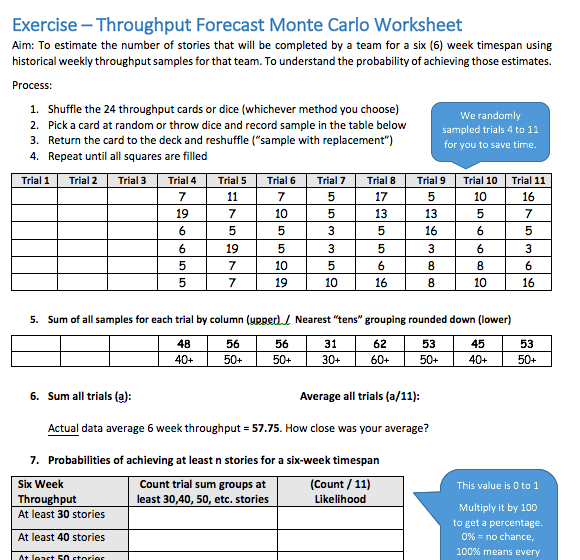 Exercise – Throughput Forecast Monte Carlo Worksheet
Aim: To estimate the number of stories that will be completed by a team for a six (6) week timespan using
historical weekly throughput samples for that team. To understand the probability of achieving those estimates.
Process:
1. Shuffle the 24 throughput cards or dice (whichever method you choose)
2. Pick a card at random or throw dice and record sample in the table below
3. Return the card to the deck and reshuffle ("sample with replacement")
4. Repeat until all squares are filled
We randomly
sampled trials 4 to 11
for you to save time.
Trial 1 Trial 2 Trial 3 Trial 4 Trial 5 Trial 6 Trial 7 Trial 8 Trial 9 Trial 10 Trial 11
7 11 7 5 17 5 10 16
19 7 10 5 13 13 5 7
6 5 5 3 5 16 6 5
6 19 5 3 5 3 6 3
5 7 10 5 6 8 8 6
5 7 19 10 16 8 10 16
5. Sum of all samples for each trial by column (upper) / Nearest "tens" grouping rounded down (lower)
48 56 56 31 62 53 45 53
40+ 50+ 50+ 30+ 60+ 50+ 40+ 50+
6. Sum all trials (a): Average all trials (a/11):
Actual data average 6 week throughput = 57.75. How close was your average?
7. Probabilities of achieving at least n stories for a six-week timespan
Six Week Count trial sum groups at (Count / 11)
Throughput least 30,40, 50, etc. stories Likelihood
At least 30 stories
At least 40 stories
At least 50 stories
This value is 0 to 1
Multiply it by 100
to get a percentage.
0% = no chance,
100% means every